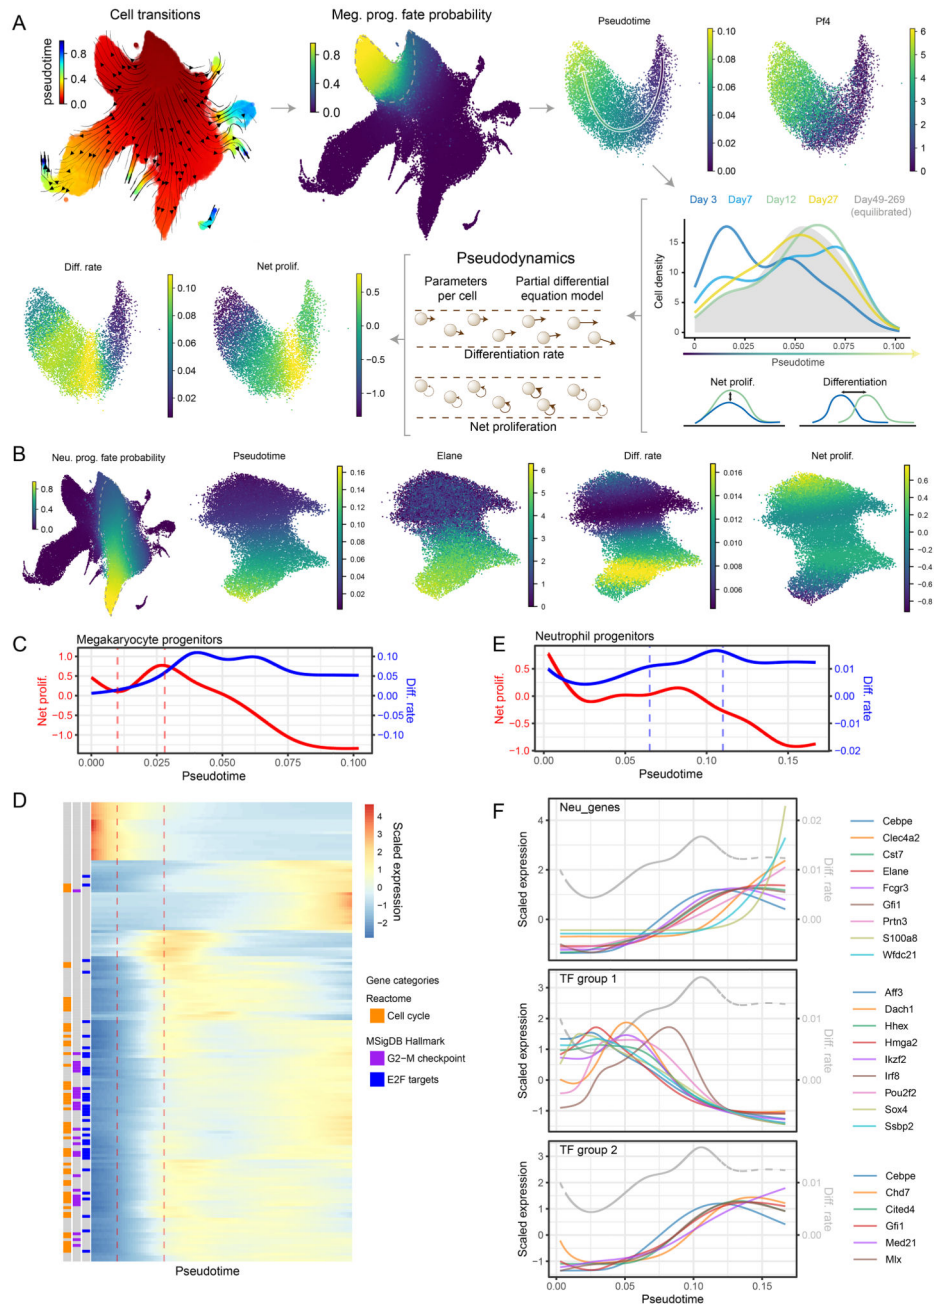 A
Cell transitions
pseudotime
0.8
0.4
0.0
Meg. prog. fate probability
0.8
0.4
0.0
Pseudotime
0.10
0.08
0.06
0.04
0.02
0.00
Pf4
6
5
4
3
2
1
0
Day 3 Day7 Day12 Day27 Day49-269
(equilibrated)
Cell density
15
10
5
0
0 0.025 0.050 0.075 0.100
Pseudotime
Net prolif.
Differentiation
Pseudodynamics
Parameters
per cell
Partial differential
equation model
Differentiation rate
Net proliferation
Diff. rate
0.10
0.08
0.06
0.04
0.02
Net prolif.
0.5
0.0
−0.5
−1.0
B
Neu. prog. fate probability
0.8
0.4
0.0
Pseudotime
0.16
0.14
0.12
0.10
0.08
0.06
0.04
0.02
Elane
6
5
4
3
2
1
0
Diff. rate
0.016
0.014
0.012
0.010
0.008
0.006
Net prolif.
0.6
0.4
0.2
0.0
−0.2
−0.4
−0.6
−0.8
C
Megakaryocyte progenitors
Net prolif.
1.0
0.5
0.0
−0.5
−1.0
0.10
0.05
0.00
0.05
0.10
Diff. rate
0.000 0.025 0.050 0.075 0.100
Pseudotime
E
Neutrophil progenitors
Net prolif.
0.5
0.0
−0.5
−1.0
0.01
0.00
−0.01
−0.02
Diff. rate
0.00 0.05 0.10 0.15
Pseudotime
D
4
3
2
1
0
−1
−2
Scaled expression
Gene categories
Reactome
Cell cycle
MSigDB Hallmark
G2−M checkpoint
E2F targets
Pseudotime
F
Neu_genes
Scaled expression
4
2
0
0.02
0.01
0.00
Diff. rate
Cebpe
Clec4a2
Cst7
Elane
Fcgr3
Gfi1
Prtn3
S100a8
Wfdc21
TF group 1
Scaled expression
3
2
1
0
−1
0.01
0.00
Diff. rate
Aff3
Dach1
Hhex
Hmga2
Ikzf2
Irf8
Pou2f2
Sox4
Ssbp2
TF group 2
Scaled expression
3
2
1
0
−1
0.01
0.00
Diff. rate
Cebpe
Chd7
Cited4
Gfi1
Med21
Mlx
0.00 0.05 0.10 0.15
Pseudotime